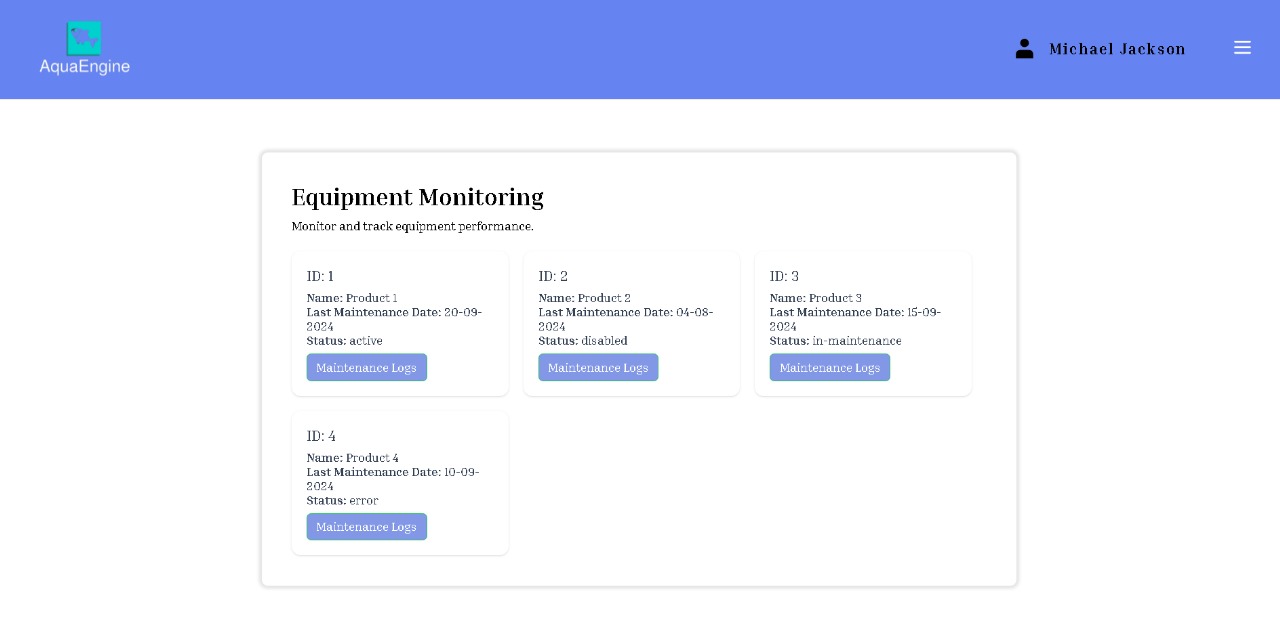 AquaEngine
Michael Jackson
Equipment Monitoring
Monitor and track equipment performance.
ID: 1
Name: Product 1
Last Maintenance Date: 20-09-
2024
Status: active
Maintenance Logs
ID: 2
Name: Product 2
Last Maintenance Date: 04-08-
2024
Status: disabled
Maintenance Logs
ID: 3
Name: Product 3
Last Maintenance Date: 15-09-
2024
Status: in-maintenance
Maintenance Logs
ID: 4
Name: Product 4
Last Maintenance Date: 10-09-
2024
Status: error
Maintenance Logs